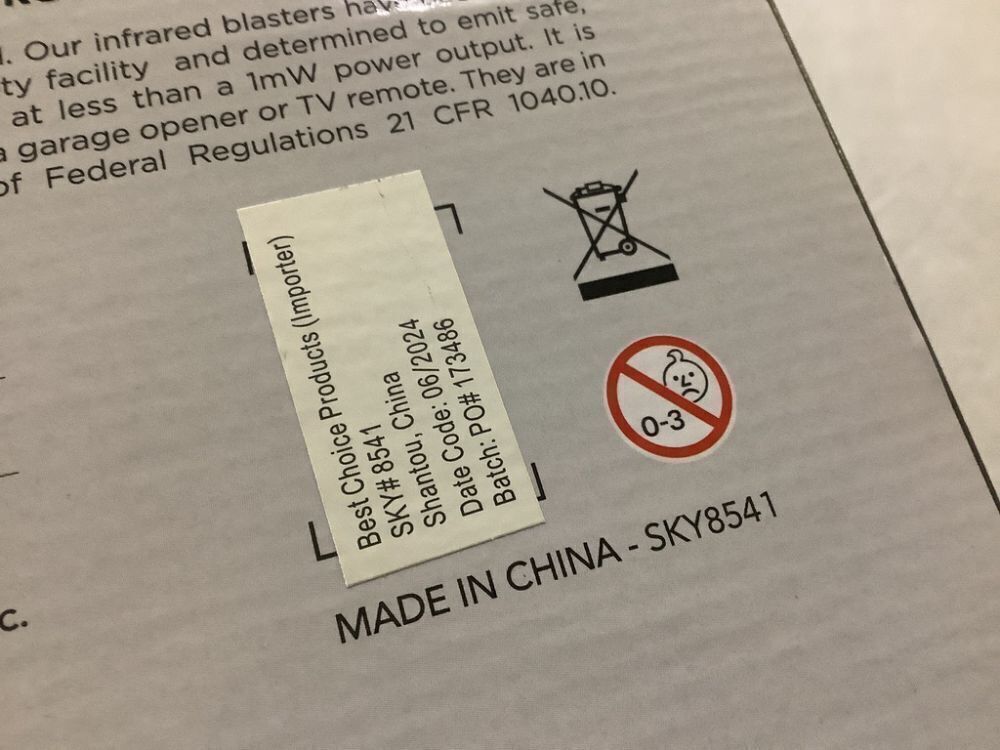 . Our infrared blasters
ty facility and determined to emit safe,
at less than a 1mW power output. It is
a garage opener or TV remote. They are in
of Federal Regulations 21 CFR 1040.10.
Best Choice Products (Importer)
SKY# 8541
Shantou, China
Date Code: 06/2024
Batch: PO# 173486
0-3
MADE IN CHINA - SKY8541
c.